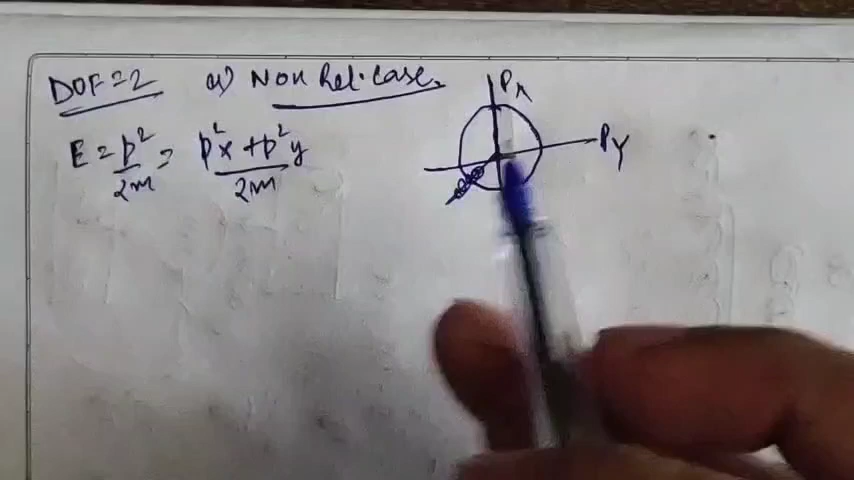 DOF=2 a) Non Rel. case.
E = p²/2m = p²x + p²y/2m
Px
PY